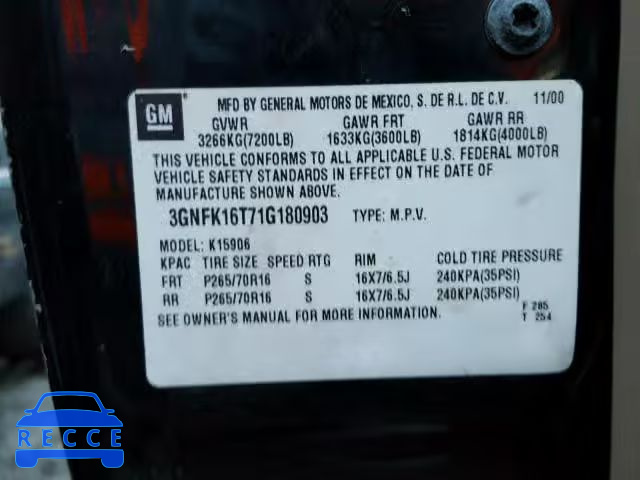 GM
MFD BY GENERAL MOTORS DE MEXICO, S. DE R.L. DE C.V. 11/00
GVWR GAWR FRT GAWR RR
3266KG(7200LB) 1633KG(3600LB) 1814KG(4000LB)
THIS VEHICLE CONFORMS TO ALL APPLICABLE U.S. FEDERAL MOTOR
VEHICLE SAFETY STANDARDS IN EFFECT ON THE DATE OF
MANUFACTURE SHOWN ABOVE.
3GNFK16T71G180903 TYPE: M.P.V.
MODEL: K15906
KPAC TIRE SIZE SPEED RTG RIM COLD TIRE PRESSURE
FRT P265/70R16 S 16X7/6.5J 240KPA(35PSI)
RR P265/70R16 S 16X7/6.5J 240KPA(35PSI)
SEE OWNER'S MANUAL FOR MORE INFORMATION.
F 285
T 254
RECCE